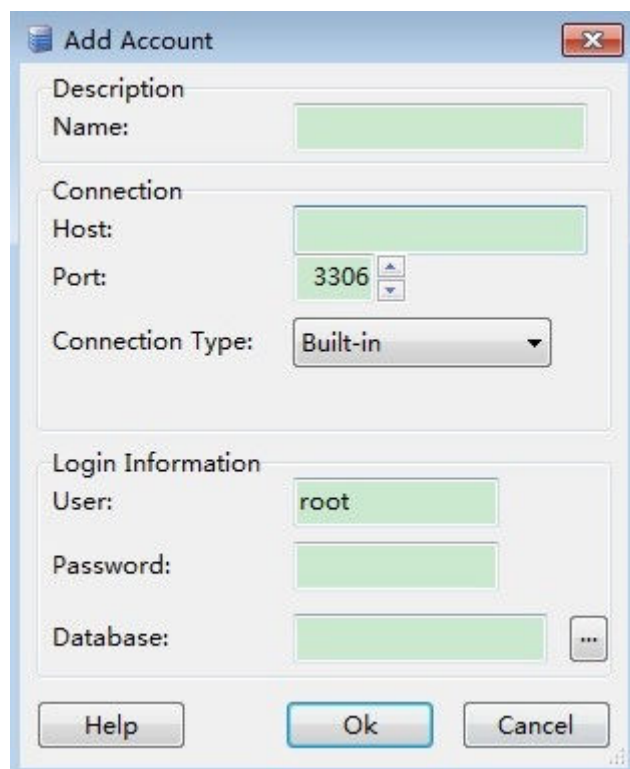 Add Account
Description
Name:
Connection
Host:
Port: 3306
Connection Type: Built-in
Login Information
User: root
Password:
Database: ...
Help Ok Cancel